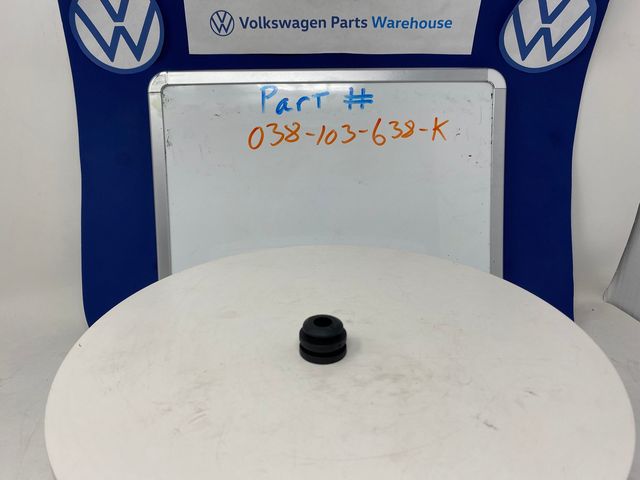 Volkswagen Parts Warehouse
Part #
038-103-638-K